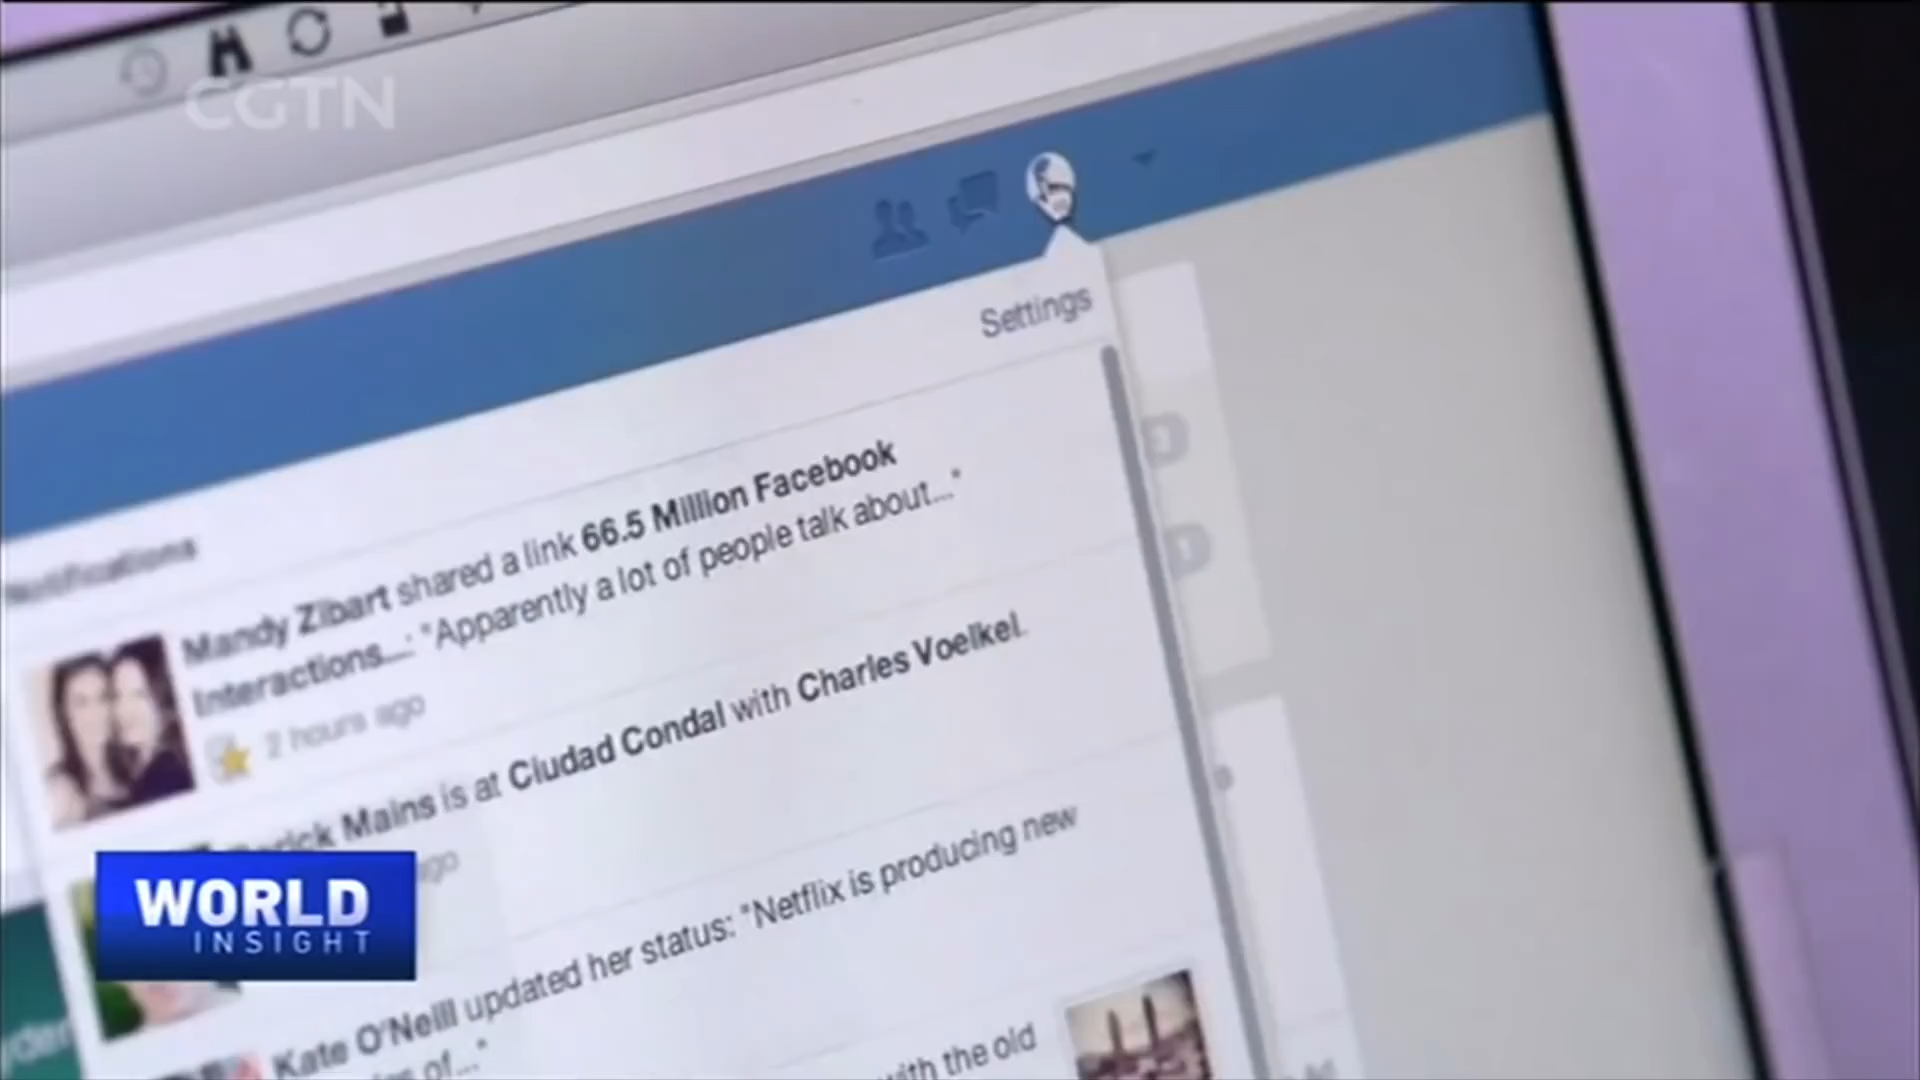 CGTN
Settings
Notifications
Mandy Zibart shared a link 66.5 Million Facebook
Interactions...: "Apparently a lot of people talk about..."
2 hours ago
Mains is at Ciudad Condal with Charles Voelkel.
ago
Kate O'Neill updated her status: "Netflix is producing new
of..."
with the old
WORLD
INSIGHT